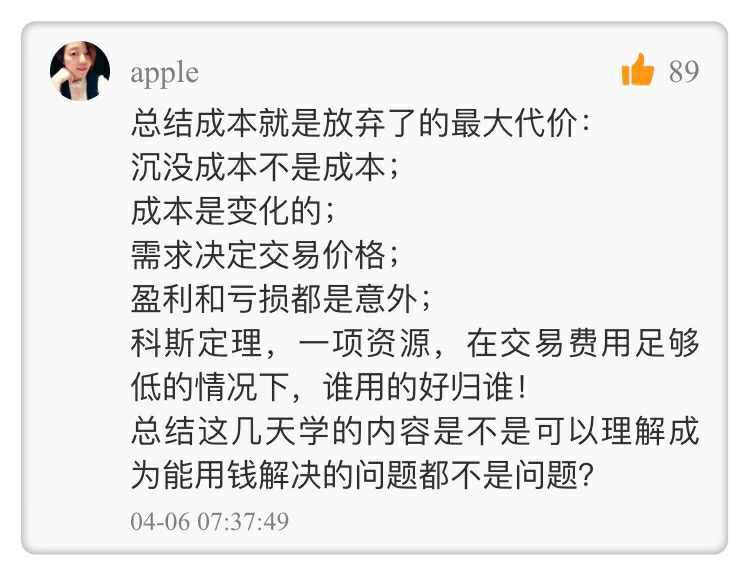 apple
89
总结成本就是放弃了的最大代价：
沉没成本不是成本；
成本是变化的；
需求决定交易价格；
盈利和亏损都是意外；
科斯定理，一项资源，在交易费用足够
低的情况下，谁用的好归谁！
总结这几天学的内容是不是可以理解成
为能用钱解决的问题都不是问题？
04-06 07:37:49